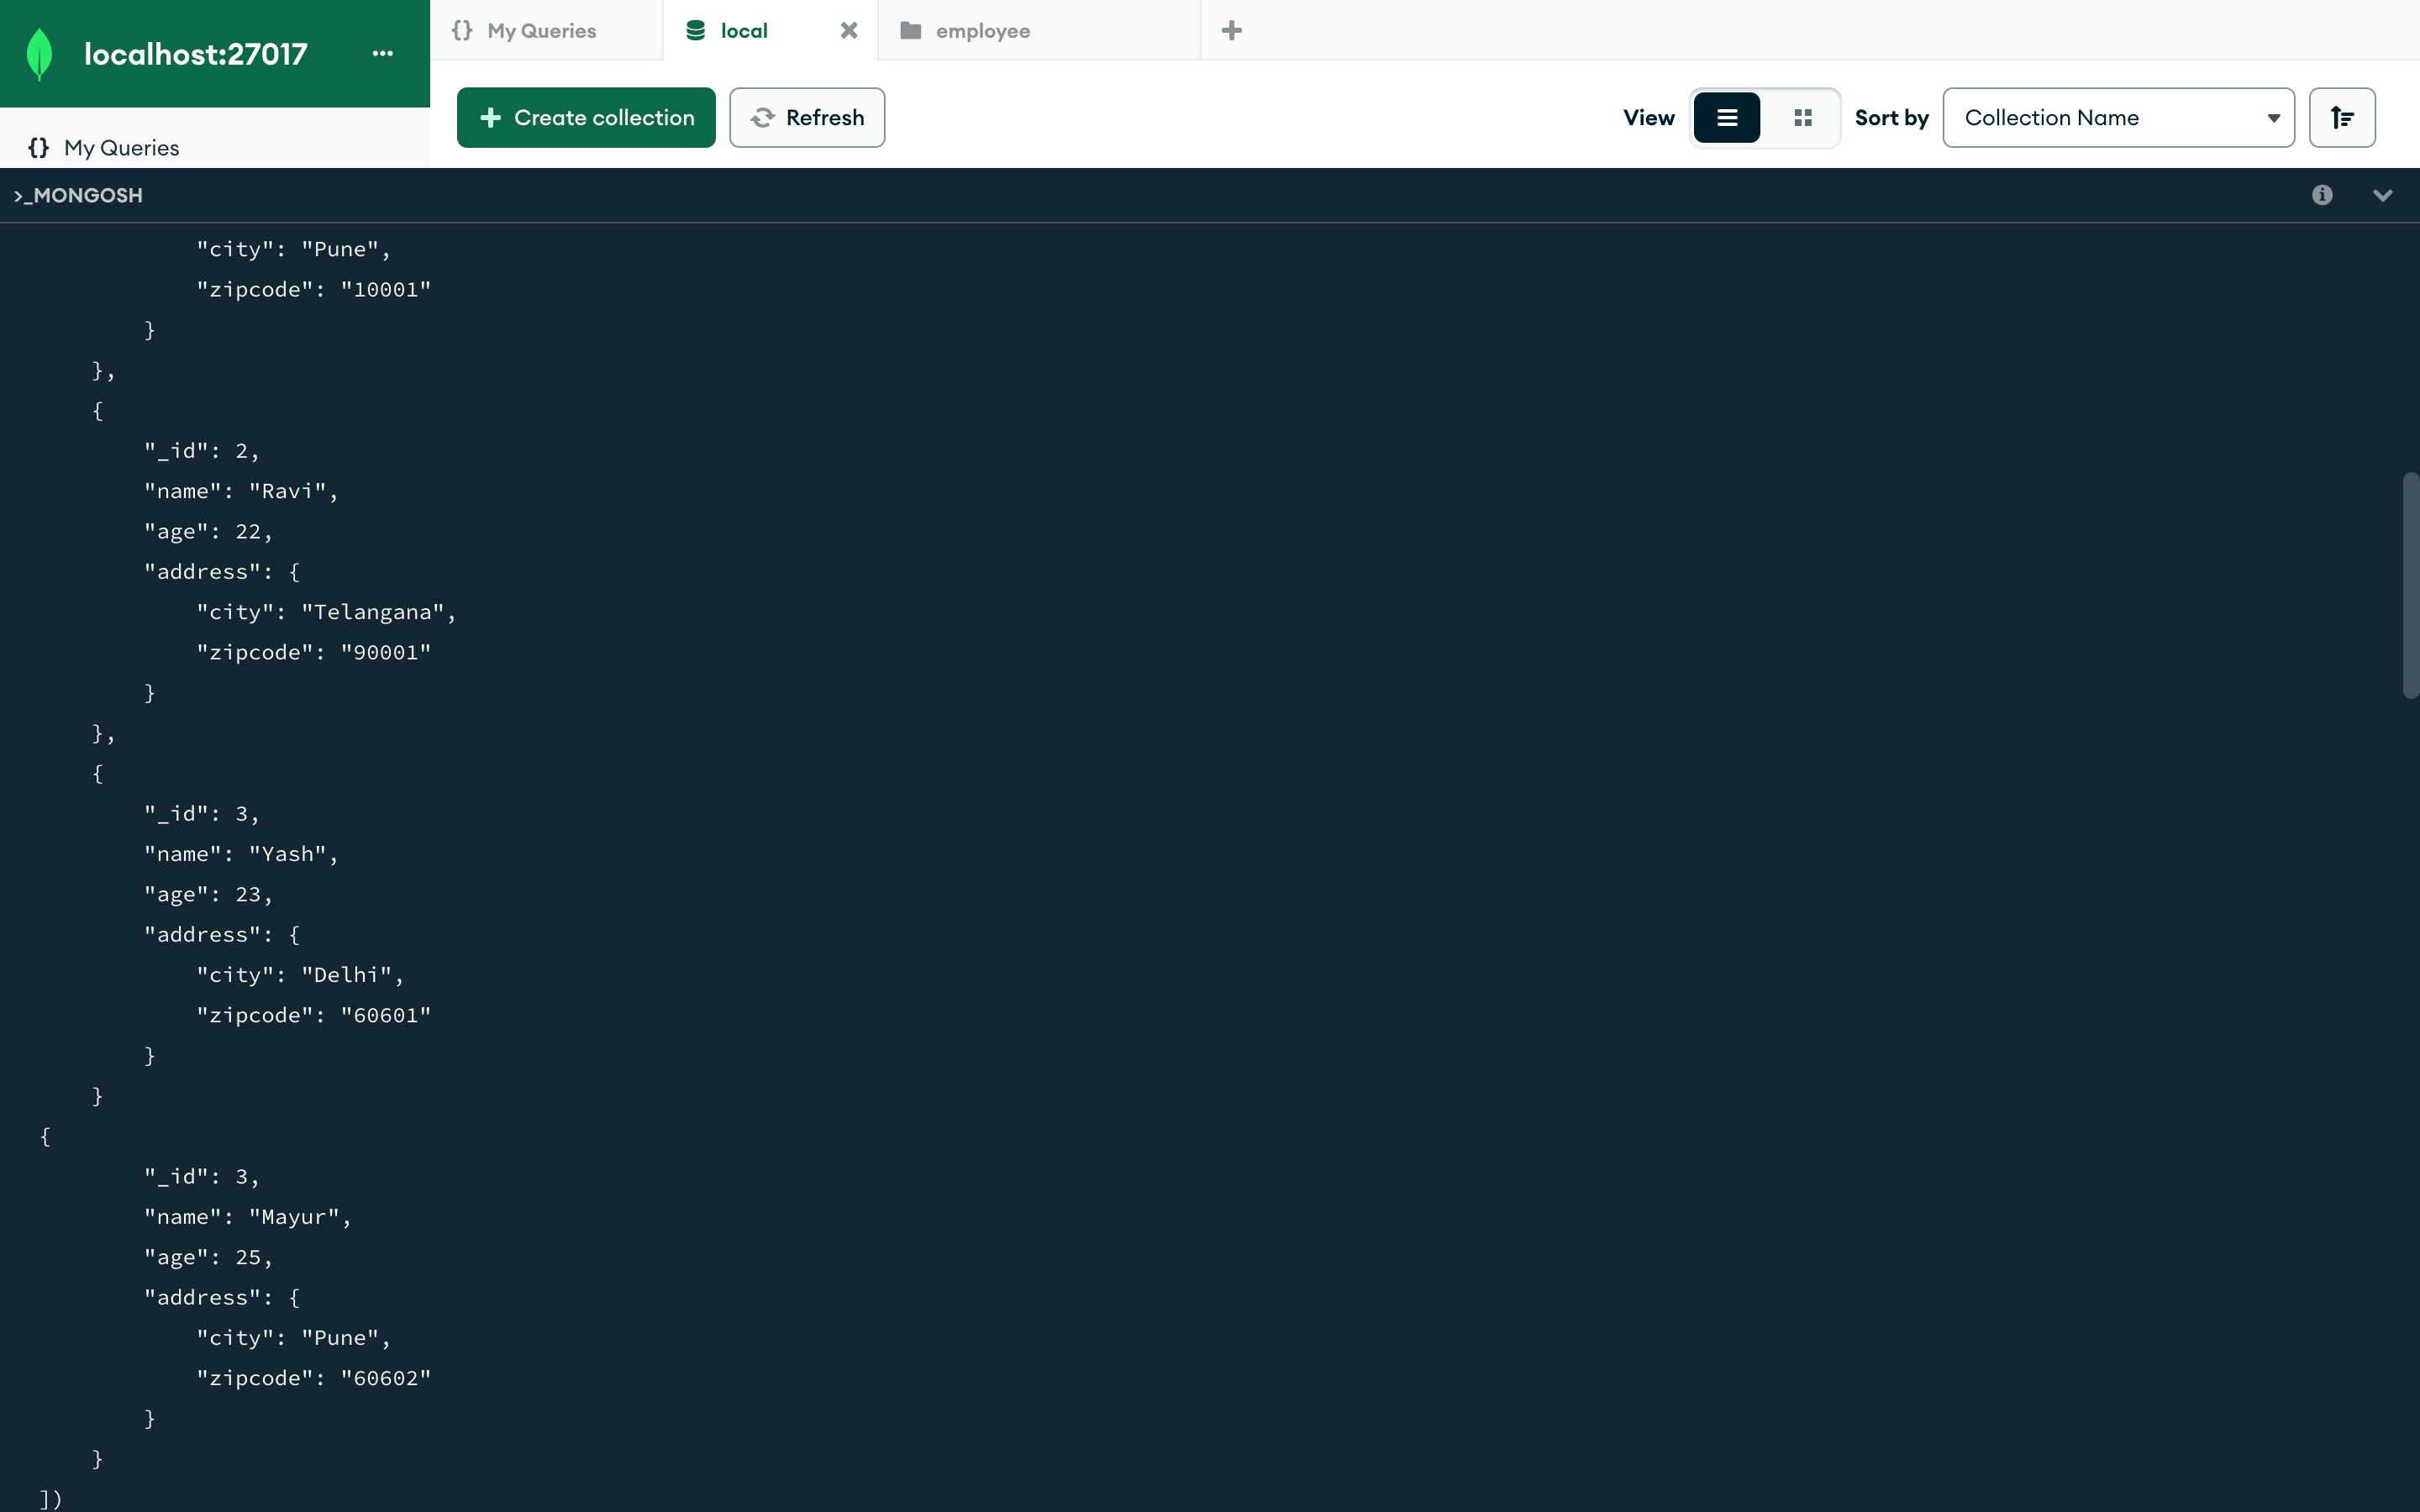 localhost:27017 ···
{} My Queries
My Queries
local
employee
Create collection
Refresh
View
Sort by
Collection Name
>_MONGOSH
            "city": "Pune",
            "zipcode": "10001"
        }
    },
    {
        "_id": 2,
        "name": "Ravi",
        "age": 22,
        "address": {
            "city": "Telangana",
            "zipcode": "90001"
        }
    },
    {
        "_id": 3,
        "name": "Yash",
        "age": 23,
        "address": {
            "city": "Delhi",
            "zipcode": "60601"
        }
    }
{
        "_id": 3,
        "name": "Mayur",
        "age": 25,
        "address": {
            "city": "Pune",
            "zipcode": "60602"
        }
    }
])